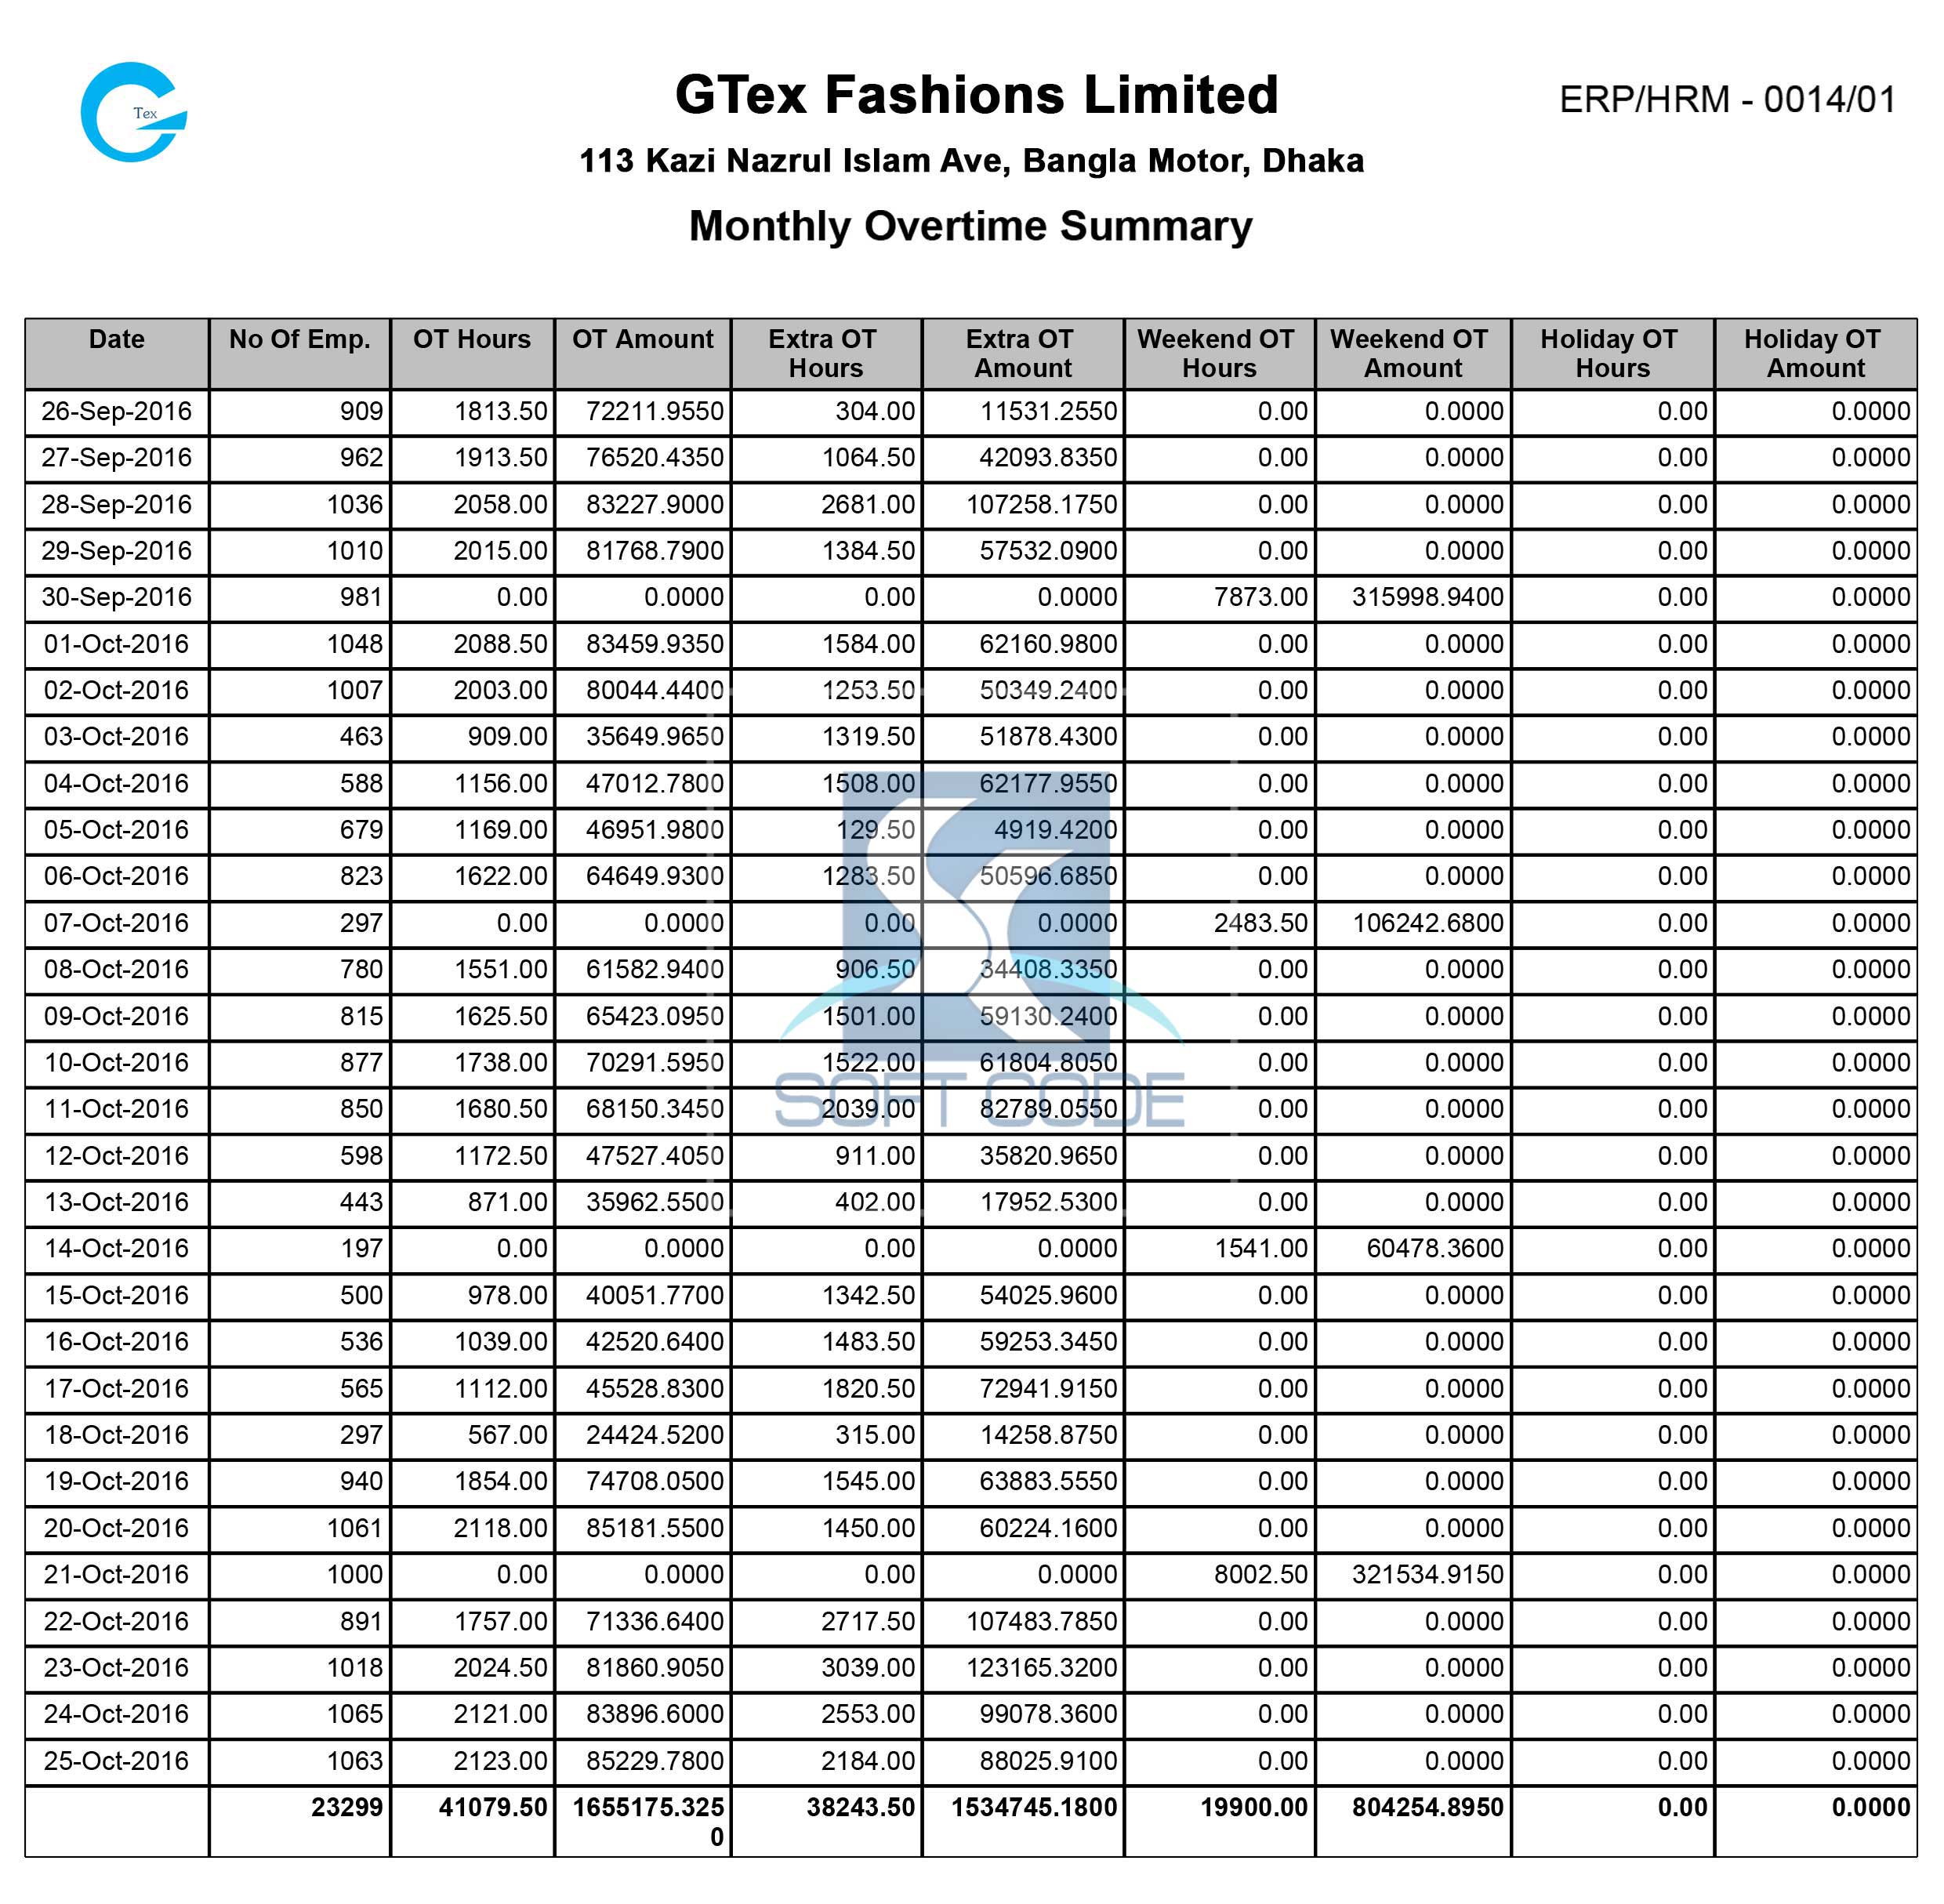 Tex
GTex Fashions Limited
ERP/HRM - 0014/01
113 Kazi Nazrul Islam Ave, Bangla Motor, Dhaka
Monthly Overtime Summary
Date No Of Emp. OT Hours OT Amount Extra OT Hours Extra OT Amount Weekend OT Hours Weekend OT Amount Holiday OT Hours Holiday OT Amount
26-Sep-2016 909 1813.50 72211.9550 304.00 11531.2550 0.00 0.0000 0.00 0.0000
27-Sep-2016 962 1913.50 76520.4350 1064.50 42093.8350 0.00 0.0000 0.00 0.0000
28-Sep-2016 1036 2058.00 83227.9000 2681.00 107258.1750 0.00 0.0000 0.00 0.0000
29-Sep-2016 1010 2015.00 81768.7900 1384.50 57532.0900 0.00 0.0000 0.00 0.0000
30-Sep-2016 981 0.00 0.0000 0.00 0.0000 7873.00 315998.9400 0.00 0.0000
01-Oct-2016 1048 2088.50 83459.9350 1584.00 62160.9800 0.00 0.0000 0.00 0.0000
02-Oct-2016 1007 2003.00 80044.4400 1253.50 50349.2400 0.00 0.0000 0.00 0.0000
03-Oct-2016 463 909.00 35649.9650 1319.50 51878.4300 0.00 0.0000 0.00 0.0000
04-Oct-2016 588 1156.00 47012.7800 1508.00 62177.9550 0.00 0.0000 0.00 0.0000
05-Oct-2016 679 1169.00 46951.9800 129.50 4919.4200 0.00 0.0000 0.00 0.0000
06-Oct-2016 823 1622.00 64649.9300 1283.50 50596.6850 0.00 0.0000 0.00 0.0000
07-Oct-2016 297 0.00 0.0000 0.00 0.0000 2483.50 106242.6800 0.00 0.0000
08-Oct-2016 780 1551.00 61582.9400 906.50 34408.3350 0.00 0.0000 0.00 0.0000
09-Oct-2016 815 1625.50 65423.0950 1501.00 59130.2400 0.00 0.0000 0.00 0.0000
10-Oct-2016 877 1738.00 70291.5950 1522.00 61804.8050 0.00 0.0000 0.00 0.0000
11-Oct-2016 850 1680.50 68150.3450 2039.00 82789.0550 0.00 0.0000 0.00 0.0000
SOFT CODE
12-Oct-2016 598 1172.50 47527.4050 911.00 35820.9650 0.00 0.0000 0.00 0.0000
13-Oct-2016 443 871.00 35962.5500 402.00 17952.5300 0.00 0.0000 0.00 0.0000
14-Oct-2016 197 0.00 0.0000 0.00 0.0000 1541.00 60478.3600 0.00 0.0000
15-Oct-2016 500 978.00 40051.7700 1342.50 54025.9600 0.00 0.0000 0.00 0.0000
16-Oct-2016 536 1039.00 42520.6400 1483.50 59253.3450 0.00 0.0000 0.00 0.0000
17-Oct-2016 565 1112.00 45528.8300 1820.50 72941.9150 0.00 0.0000 0.00 0.0000
18-Oct-2016 297 567.00 24424.5200 315.00 14258.8750 0.00 0.0000 0.00 0.0000
19-Oct-2016 940 1854.00 74708.0500 1545.00 63883.5550 0.00 0.0000 0.00 0.0000
20-Oct-2016 1061 2118.00 85181.5500 1450.00 60224.1600 0.00 0.0000 0.00 0.0000
21-Oct-2016 1000 0.00 0.0000 0.00 0.0000 8002.50 321534.9150 0.00 0.0000
22-Oct-2016 891 1757.00 71336.6400 2717.50 107483.7850 0.00 0.0000 0.00 0.0000
23-Oct-2016 1018 2024.50 81860.9050 3039.00 123165.3200 0.00 0.0000 0.00 0.0000
24-Oct-2016 1065 2121.00 83896.6000 2553.00 99078.3600 0.00 0.0000 0.00 0.0000
25-Oct-2016 1063 2123.00 85229.7800 2184.00 88025.9100 0.00 0.0000 0.00 0.0000
23299 41079.50 1655175.325 38243.50 1534745.1800 19900.00 804254.8950 0.00 0.0000
0